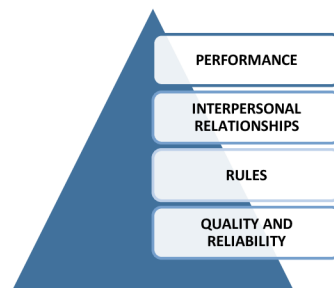 PERFORMANCE
INTERPERSONAL
RELATIONSHIPS
RULES
QUALITY AND
RELIABILITY